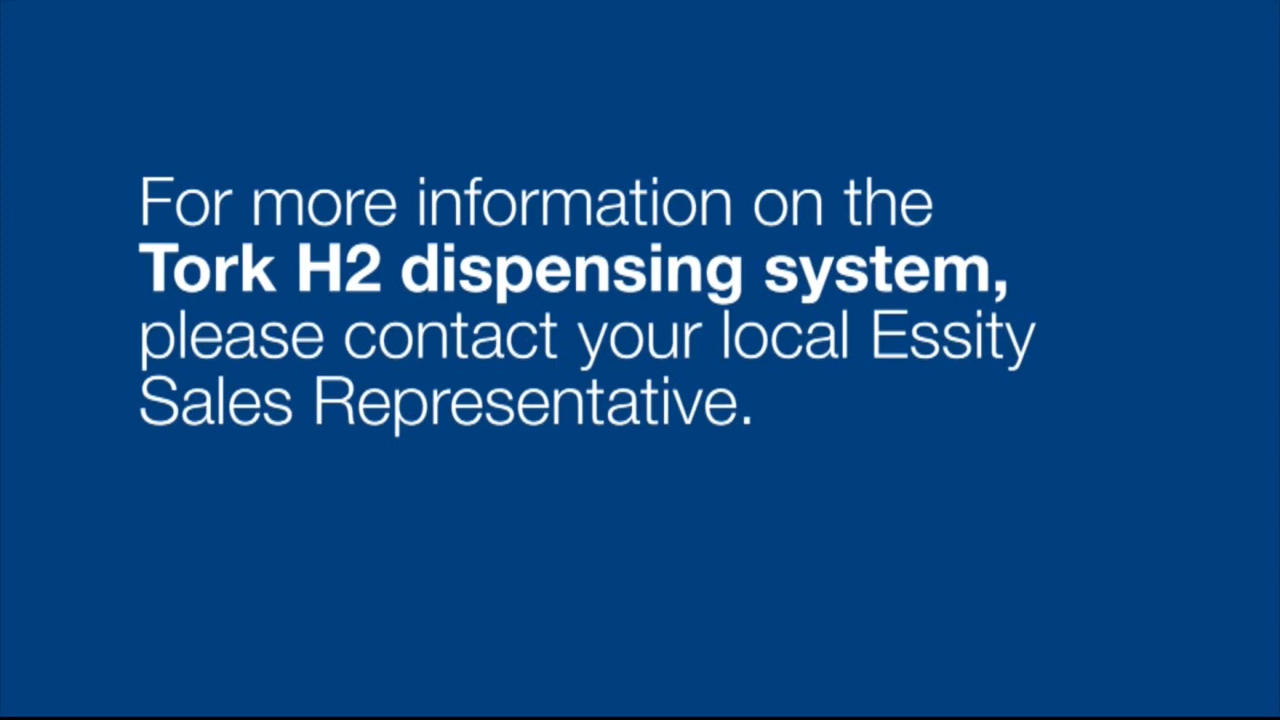 For more information on the
Tork H2 dispensing system,
please contact your local Essity
Sales Representative.